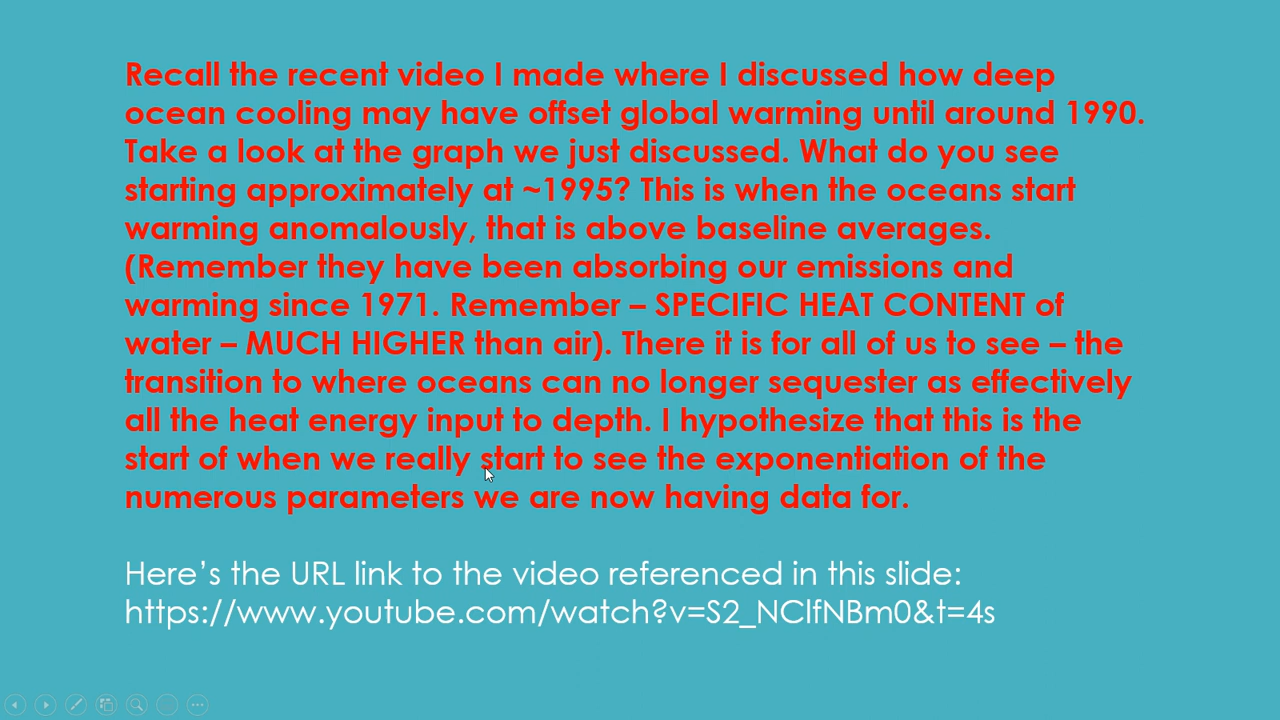 Recall the recent video I made where I discussed how deep
ocean cooling may have offset global warming until around 1990.
Take a look at the graph we just discussed. What do you see
starting approximately at ~1995? This is when the oceans start
warming anomalously, that is above baseline averages.
(Remember they have been absorbing our emissions and
warming since 1971. Remember – SPECIFIC HEAT CONTENT of
water – MUCH HIGHER than air). There it is for all of us to see – the
transition to where oceans can no longer sequester as effectively
all the heat energy input to depth. I hypothesize that this is the
start of when we really start to see the exponentiation of the
numerous parameters we are now having data for.
Here’s the URL link to the video referenced in this slide:
https://www.youtube.com/watch?v=S2_NClfNBm0&t=4s